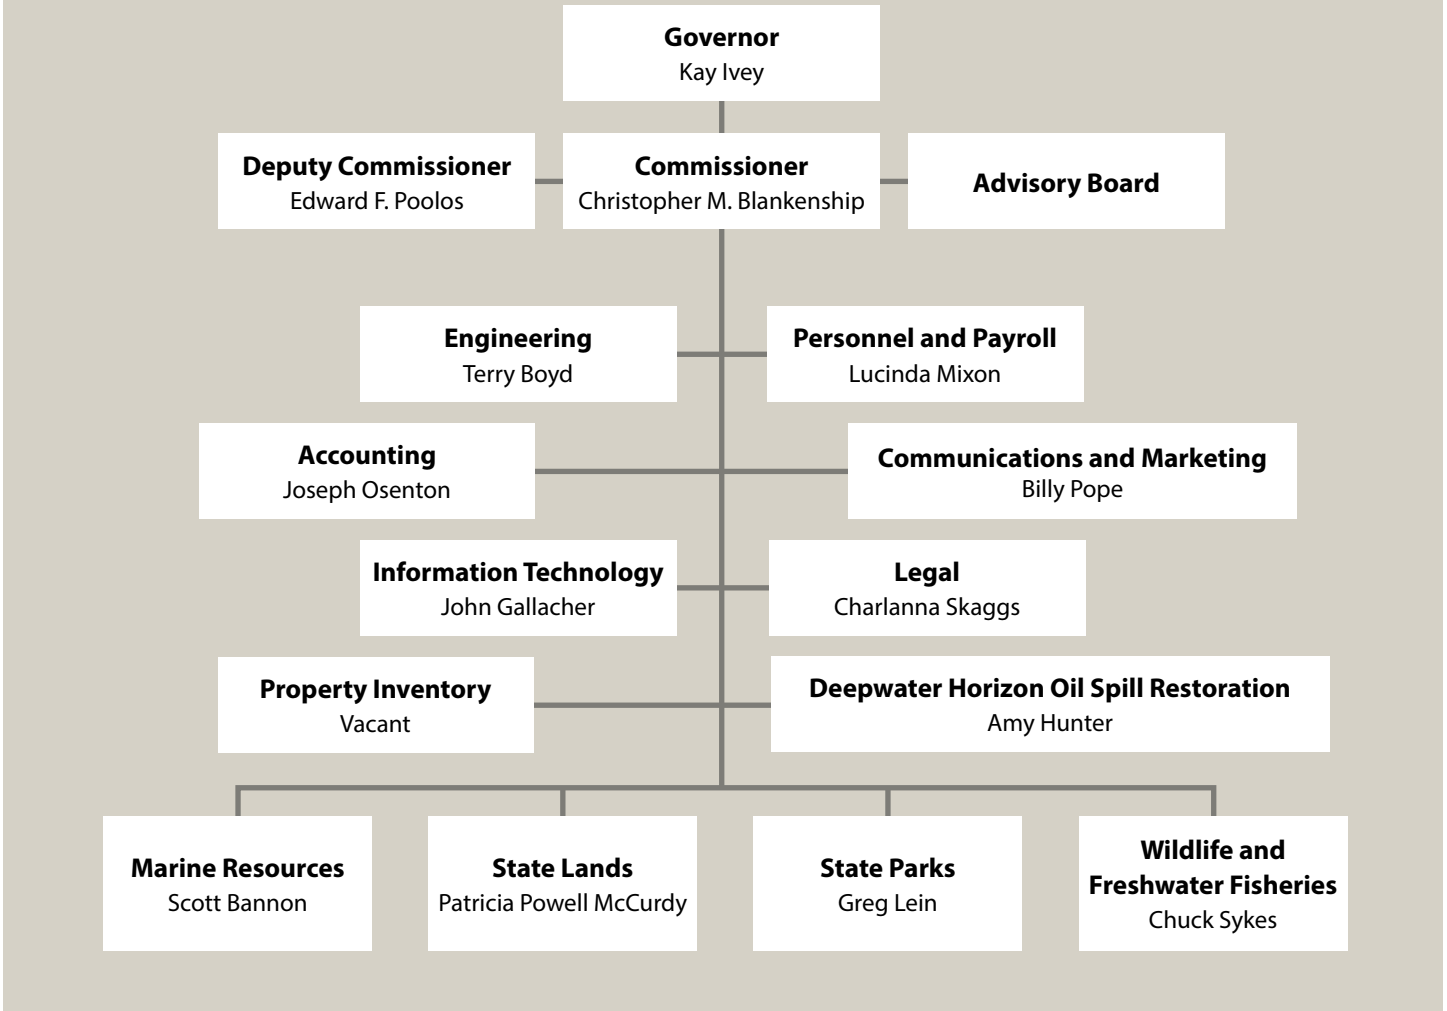 Governor
Kay Ivey
Deputy Commissioner
Edward F. Poolos
Commissioner
Christopher M. Blankenship
Advisory Board
Engineering
Terry Boyd
Personnel and Payroll
Lucinda Mixon
Accounting
Joseph Osenton
Communications and Marketing
Billy Pope
Information Technology
John Gallacher
Legal
Charlanna Skaggs
Property Inventory
Vacant
Deepwater Horizon Oil Spill Restoration
Amy Hunter
Marine Resources
Scott Bannon
State Lands
Patricia Powell McCurdy
State Parks
Greg Lein
Wildlife and
Freshwater Fisheries
Chuck Sykes